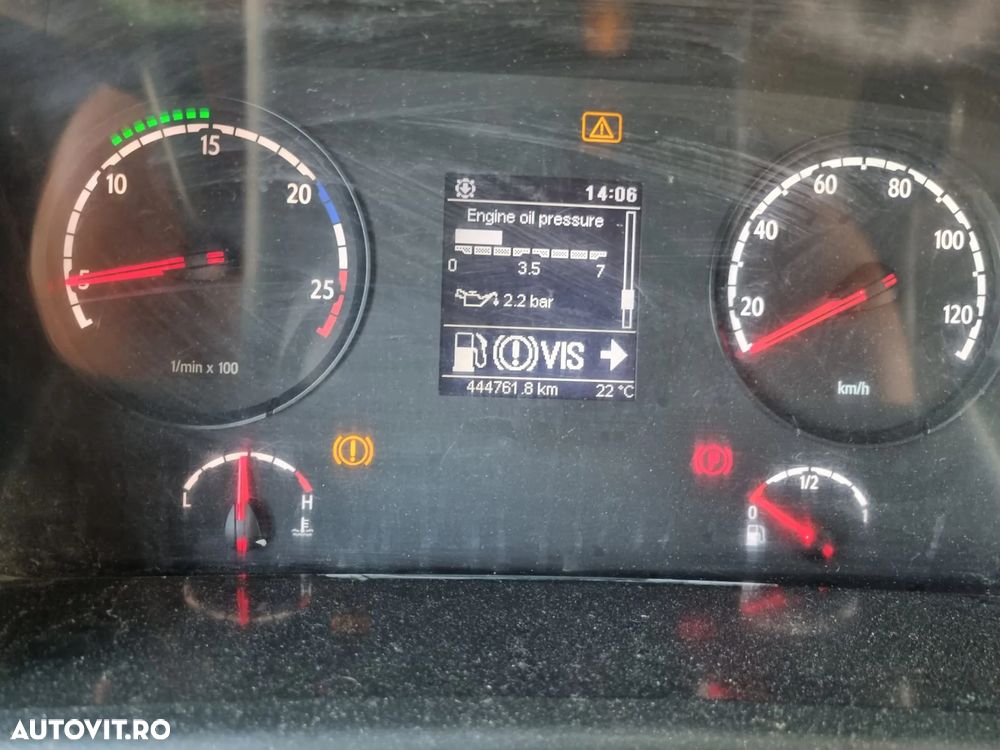 14:06
Engine oil pressure
0 3.5 7
2.2 bar
VIS
444761.8 km 22 °C
5 10 15 20 25
1/min x 100
20 40 60 80 100 120
km/h
L H
P
0 1/2
AUTOVIT.RO